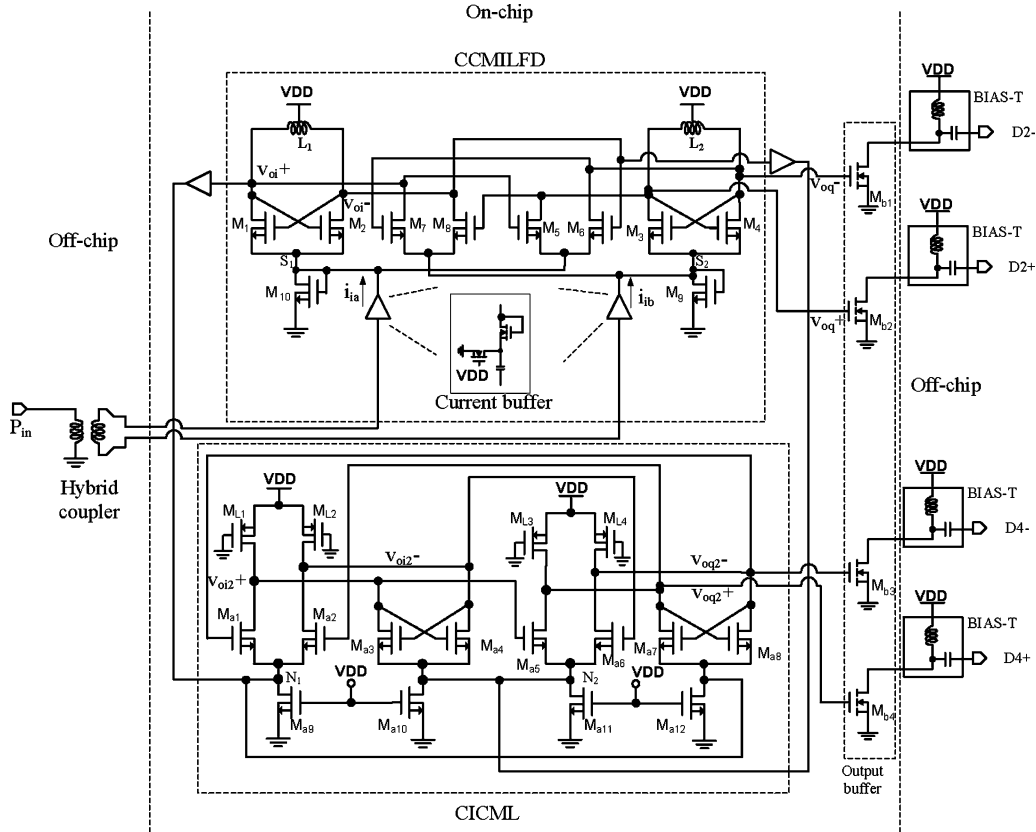 On-chip
CCMILFD
VDD
L1
VDD
L2
VDD
BIAS-T
D2-
voi+
voi-
voq-
Mb1
M1
M2
M7
M8
M5
M6
M3
M4
Off-chip
VDD
BIAS-T
D2+
S1
S2
M10
iia
iib
M9
voq+
Mb2
VDD
Current buffer
Off-chip
Pin
Hybrid
coupler
VDD
BIAS-T
D4-
VDD
VDD
ML1
ML2
ML3
ML4
voi2-
voq2-
voi2+
voq2+
Mb3
VDD
BIAS-T
D4+
Ma1
Ma2
Ma3
Ma4
Ma5
Ma6
Ma7
Ma8
N1
VDD
N2
VDD
Ma9
Ma10
Ma11
Ma12
Mb4
Output
buffer
CICML